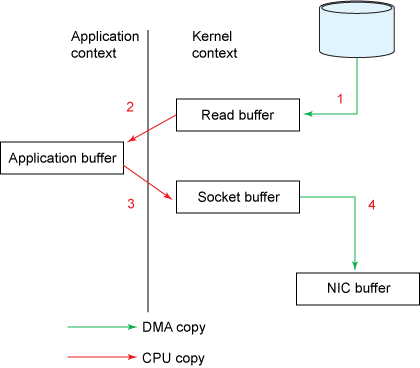 Application
context
Kernel
context
1
2
Read buffer
Application buffer
3
Socket buffer
4
NIC buffer
DMA copy
CPU copy